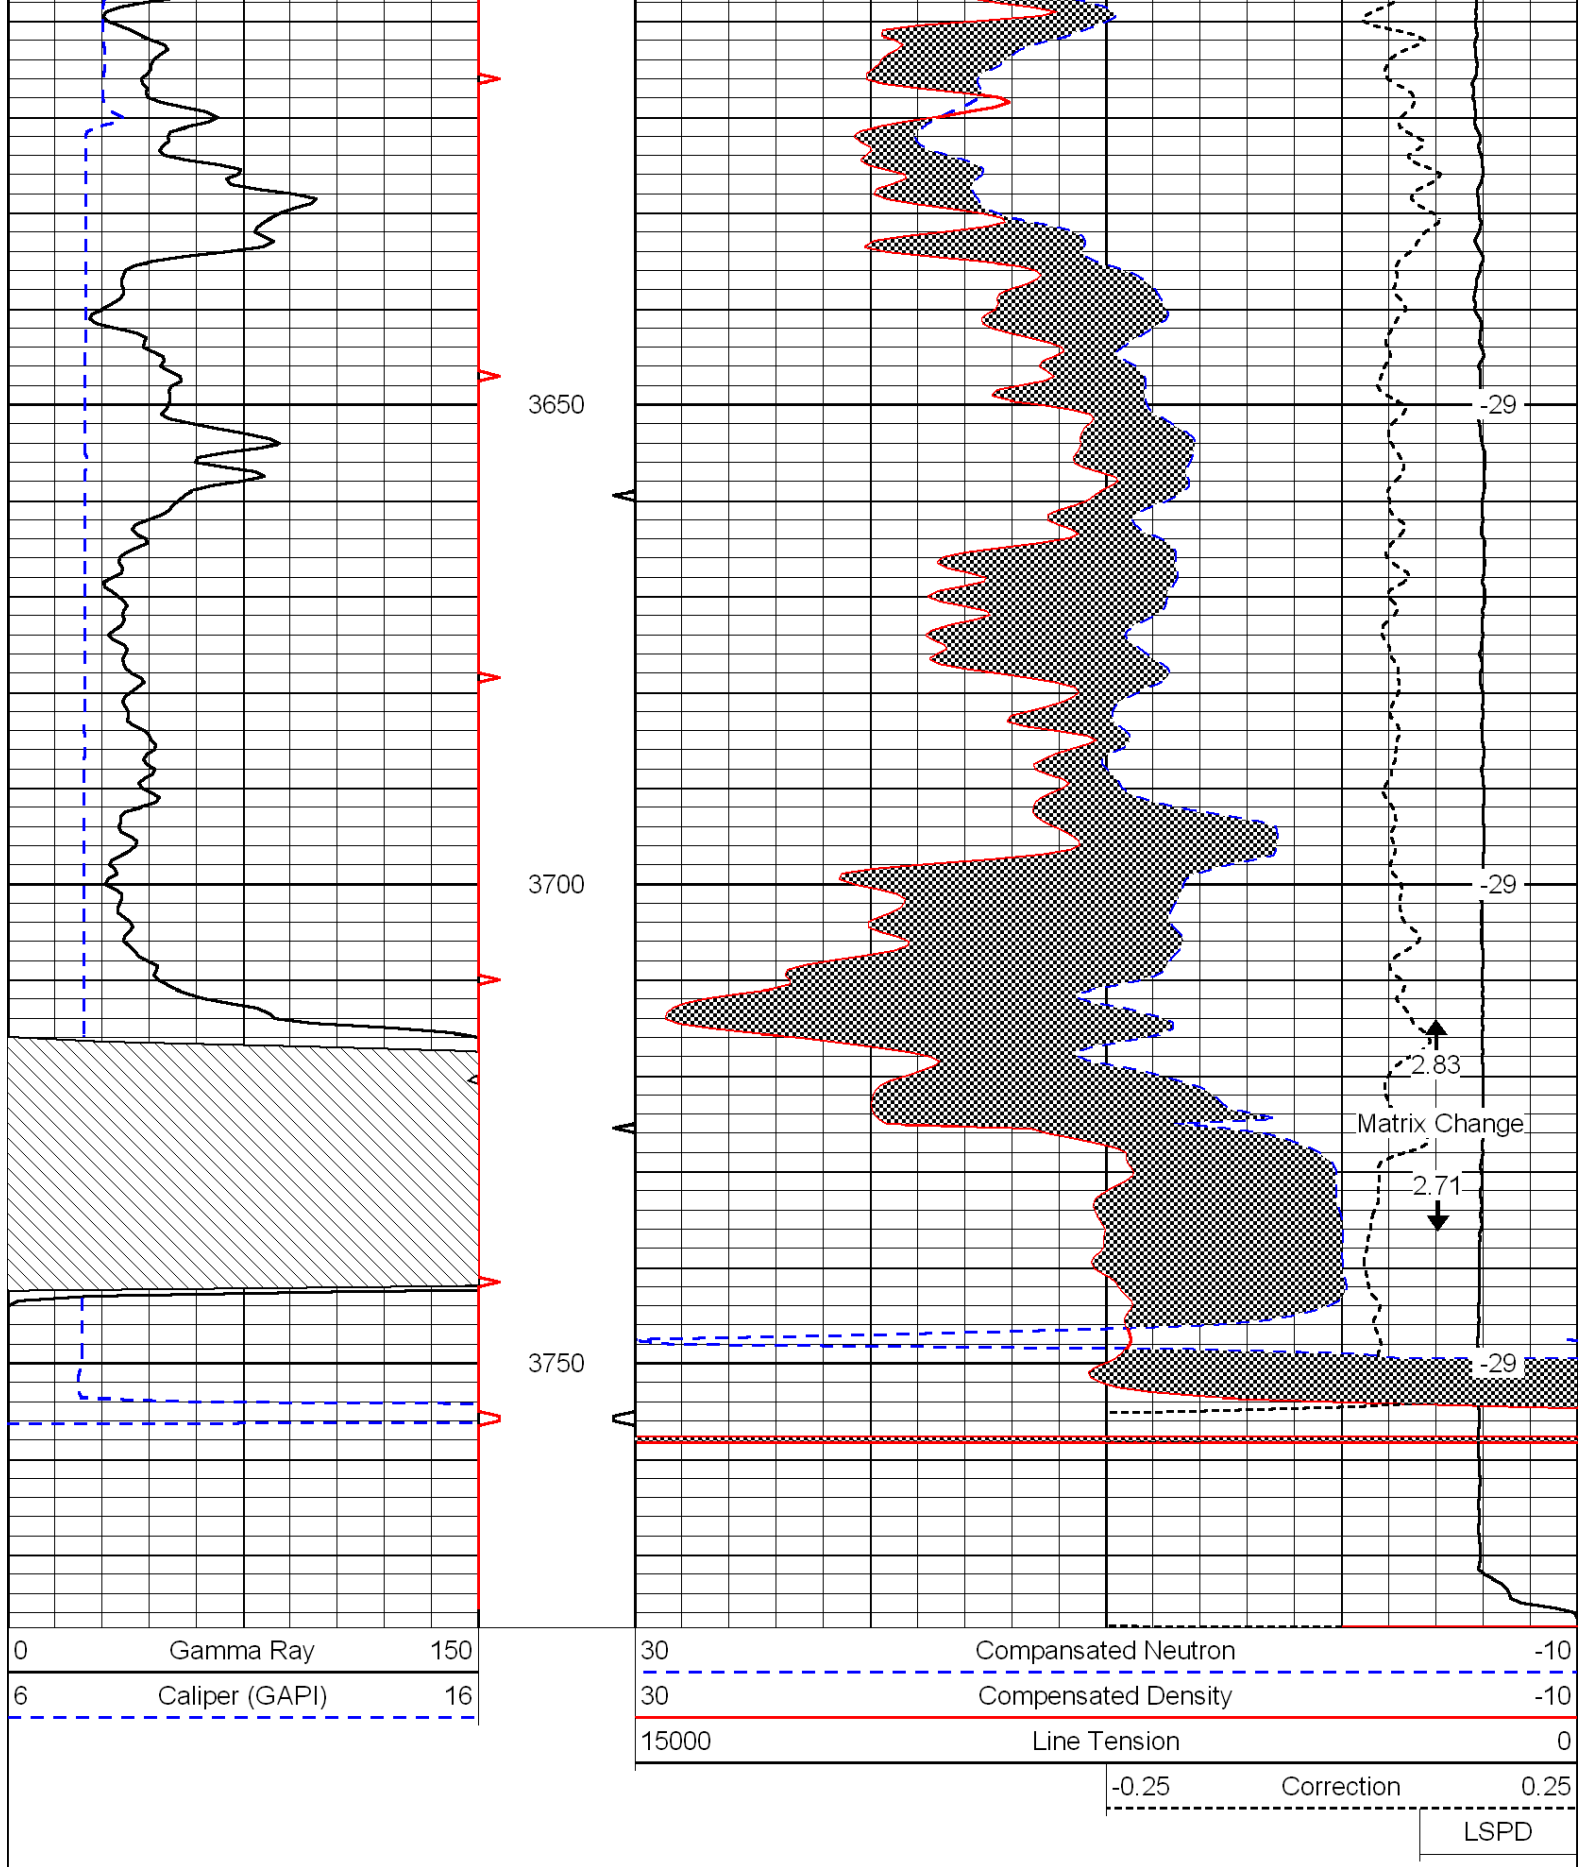 3650
-29
3700
-29
2.83
Matrix Change
2.71
3750
-29
0 Gamma Ray 150
6 Caliper (GAPI) 16
30 Compansated Neutron -10
30 Compensated Density -10
15000 Line Tension 0
-0.25 Correction 0.25
LSPD